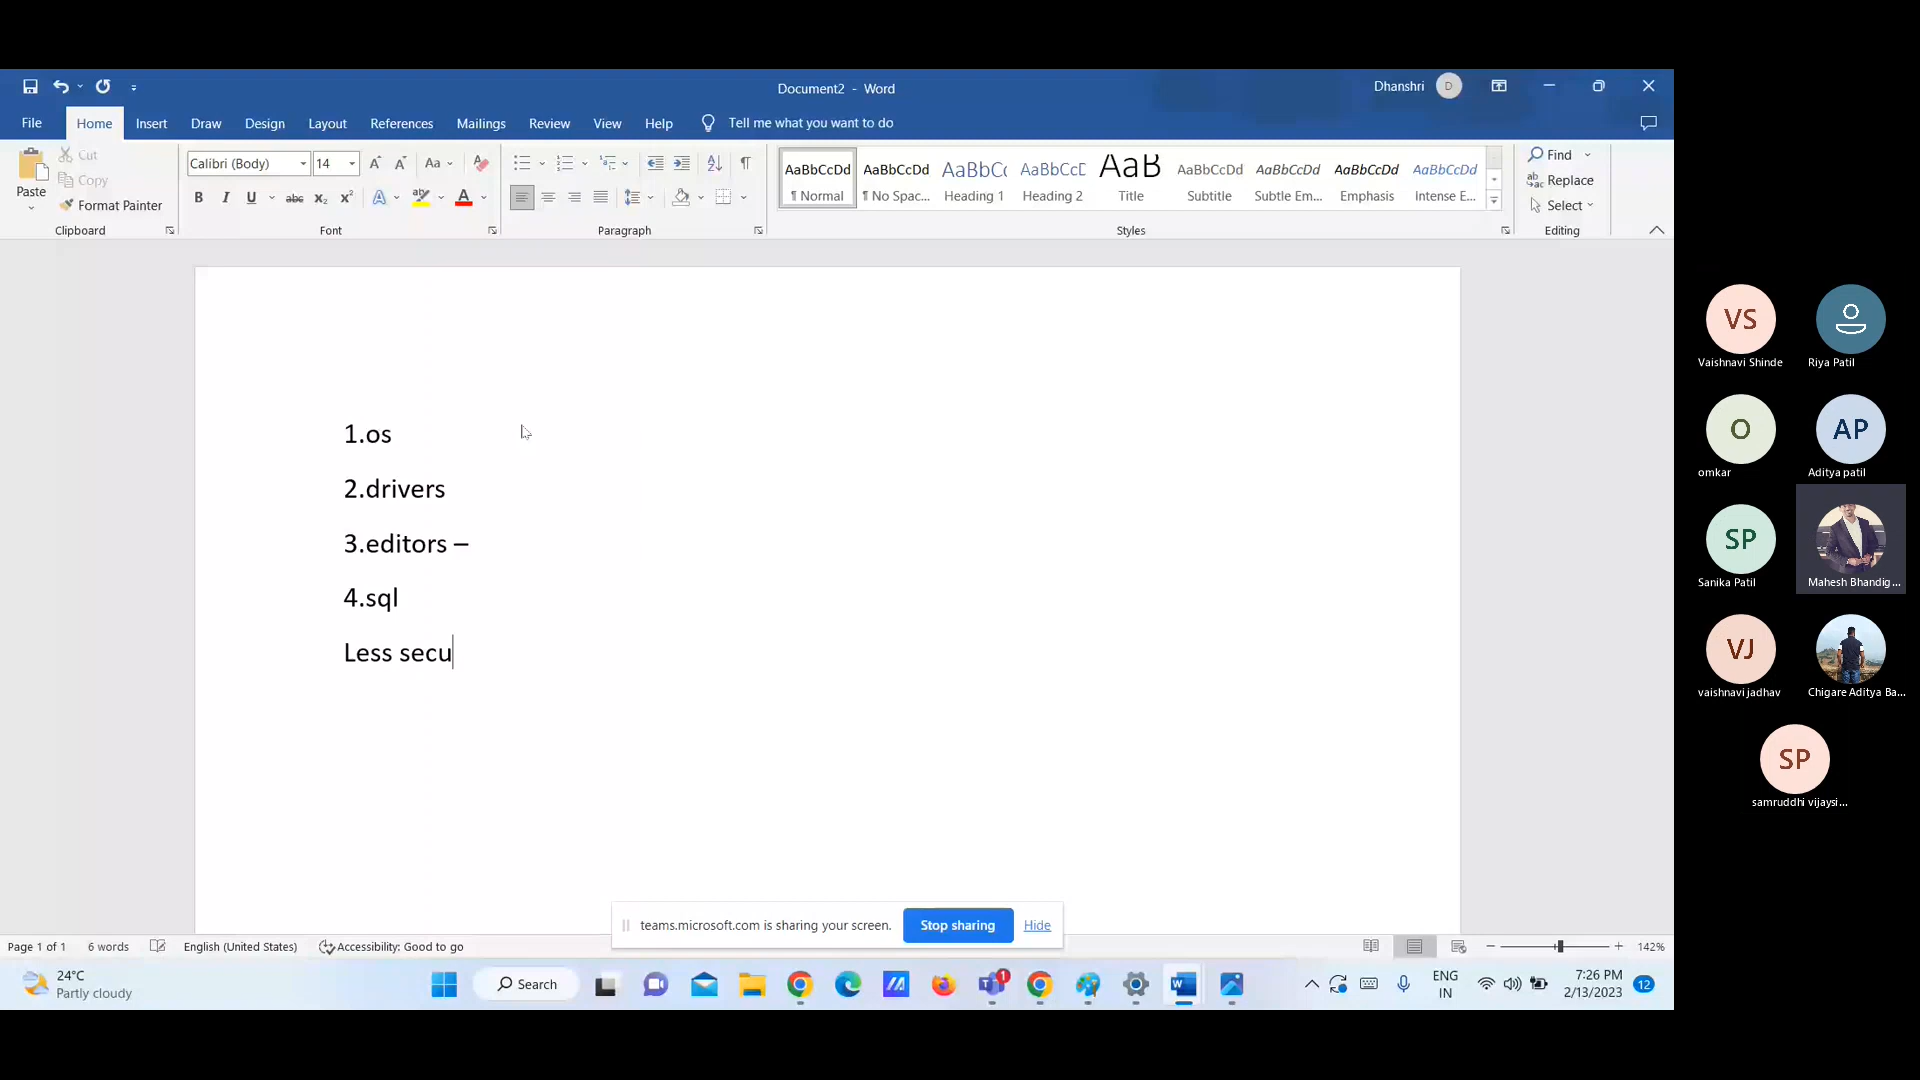 Document2 - Word
Dhanshri D
File Home Insert Draw Design Layout References Mailings Review View Help Tell me what you want to do
Paste
Cut
Copy
Format Painter
Clipboard
Calibri (Body) 14
Font
Paragraph
AaBbCcDd AaBbCcDd AaBbCc AaBbCcD AaB AaBbCcDd AaBbCcDd AaBbCcDd AaBbCcDd
¶ Normal ¶ No Spac... Heading 1 Heading 2 Title Subtitle Subtle Em... Emphasis Intense E...
Styles
Find
Replace
Select
Editing
1.os
2.drivers
3.editors –
4.sql
Less secu
teams.microsoft.com is sharing your screen. Stop sharing Hide
Page 1 of 1 6 words English (United States) Accessibility: Good to go 142%
24°C
Partly cloudy
Search
1
ENG
IN
7:26 PM
2/13/2023
12
VS
Vaishnavi Shinde
Riya Patil
O
omkar
AP
Aditya patil
SP
Sanika Patil
Mahesh Bhandig...
VJ
vaishnavi jadhav
Chigare Aditya Ba...
SP
samruddhi vijaysi...